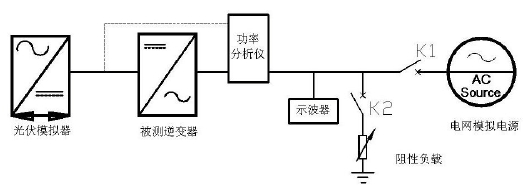 功率
分析仪
K1
AC
Source
示波器
K2
光伏模拟器
被测逆变器
电网模拟电源
阻性负载